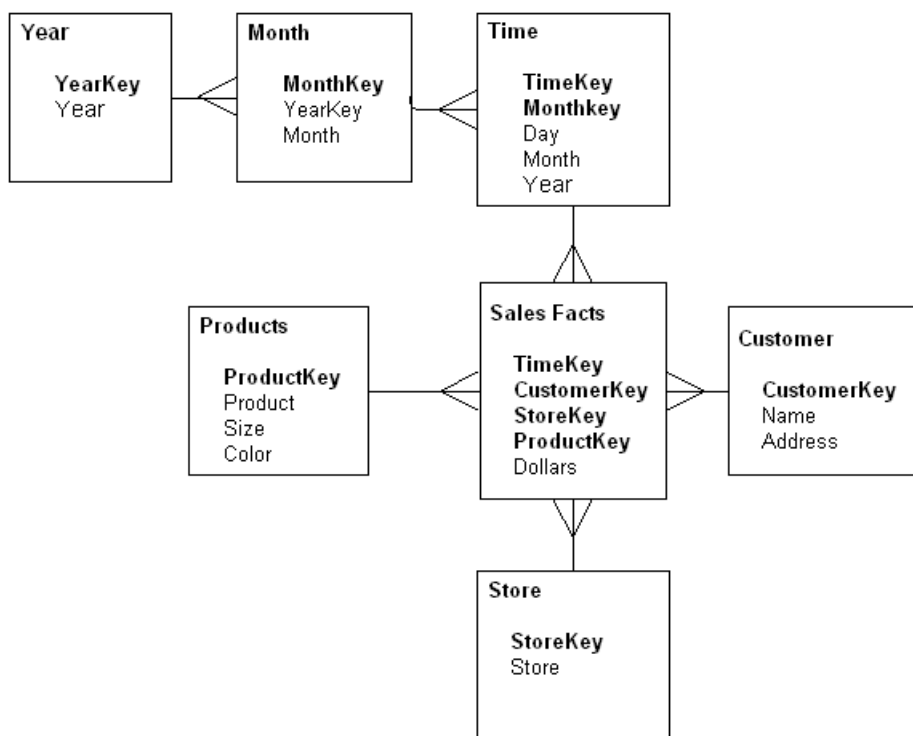 Year
YearKey
Year
Month
MonthKey
YearKey
Month
Time
TimeKey
Monthkey
Day
Month
Year
Products
ProductKey
Product
Size
Color
Sales Facts
TimeKey
CustomerKey
StoreKey
ProductKey
Dollars
Customer
CustomerKey
Name
Address
Store
StoreKey
Store